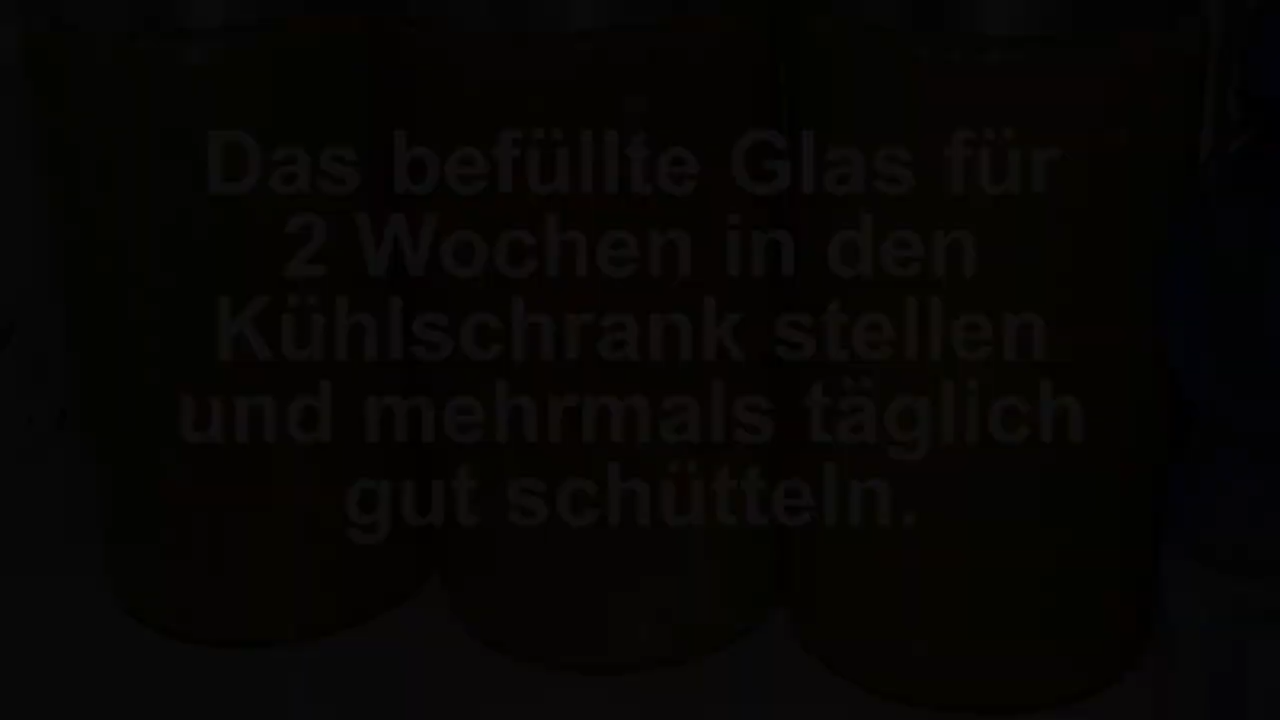 Das befüllte Glas für
2 Wochen in den
Kühlschrank stellen
und mehrmals täglich
gut schütteln.